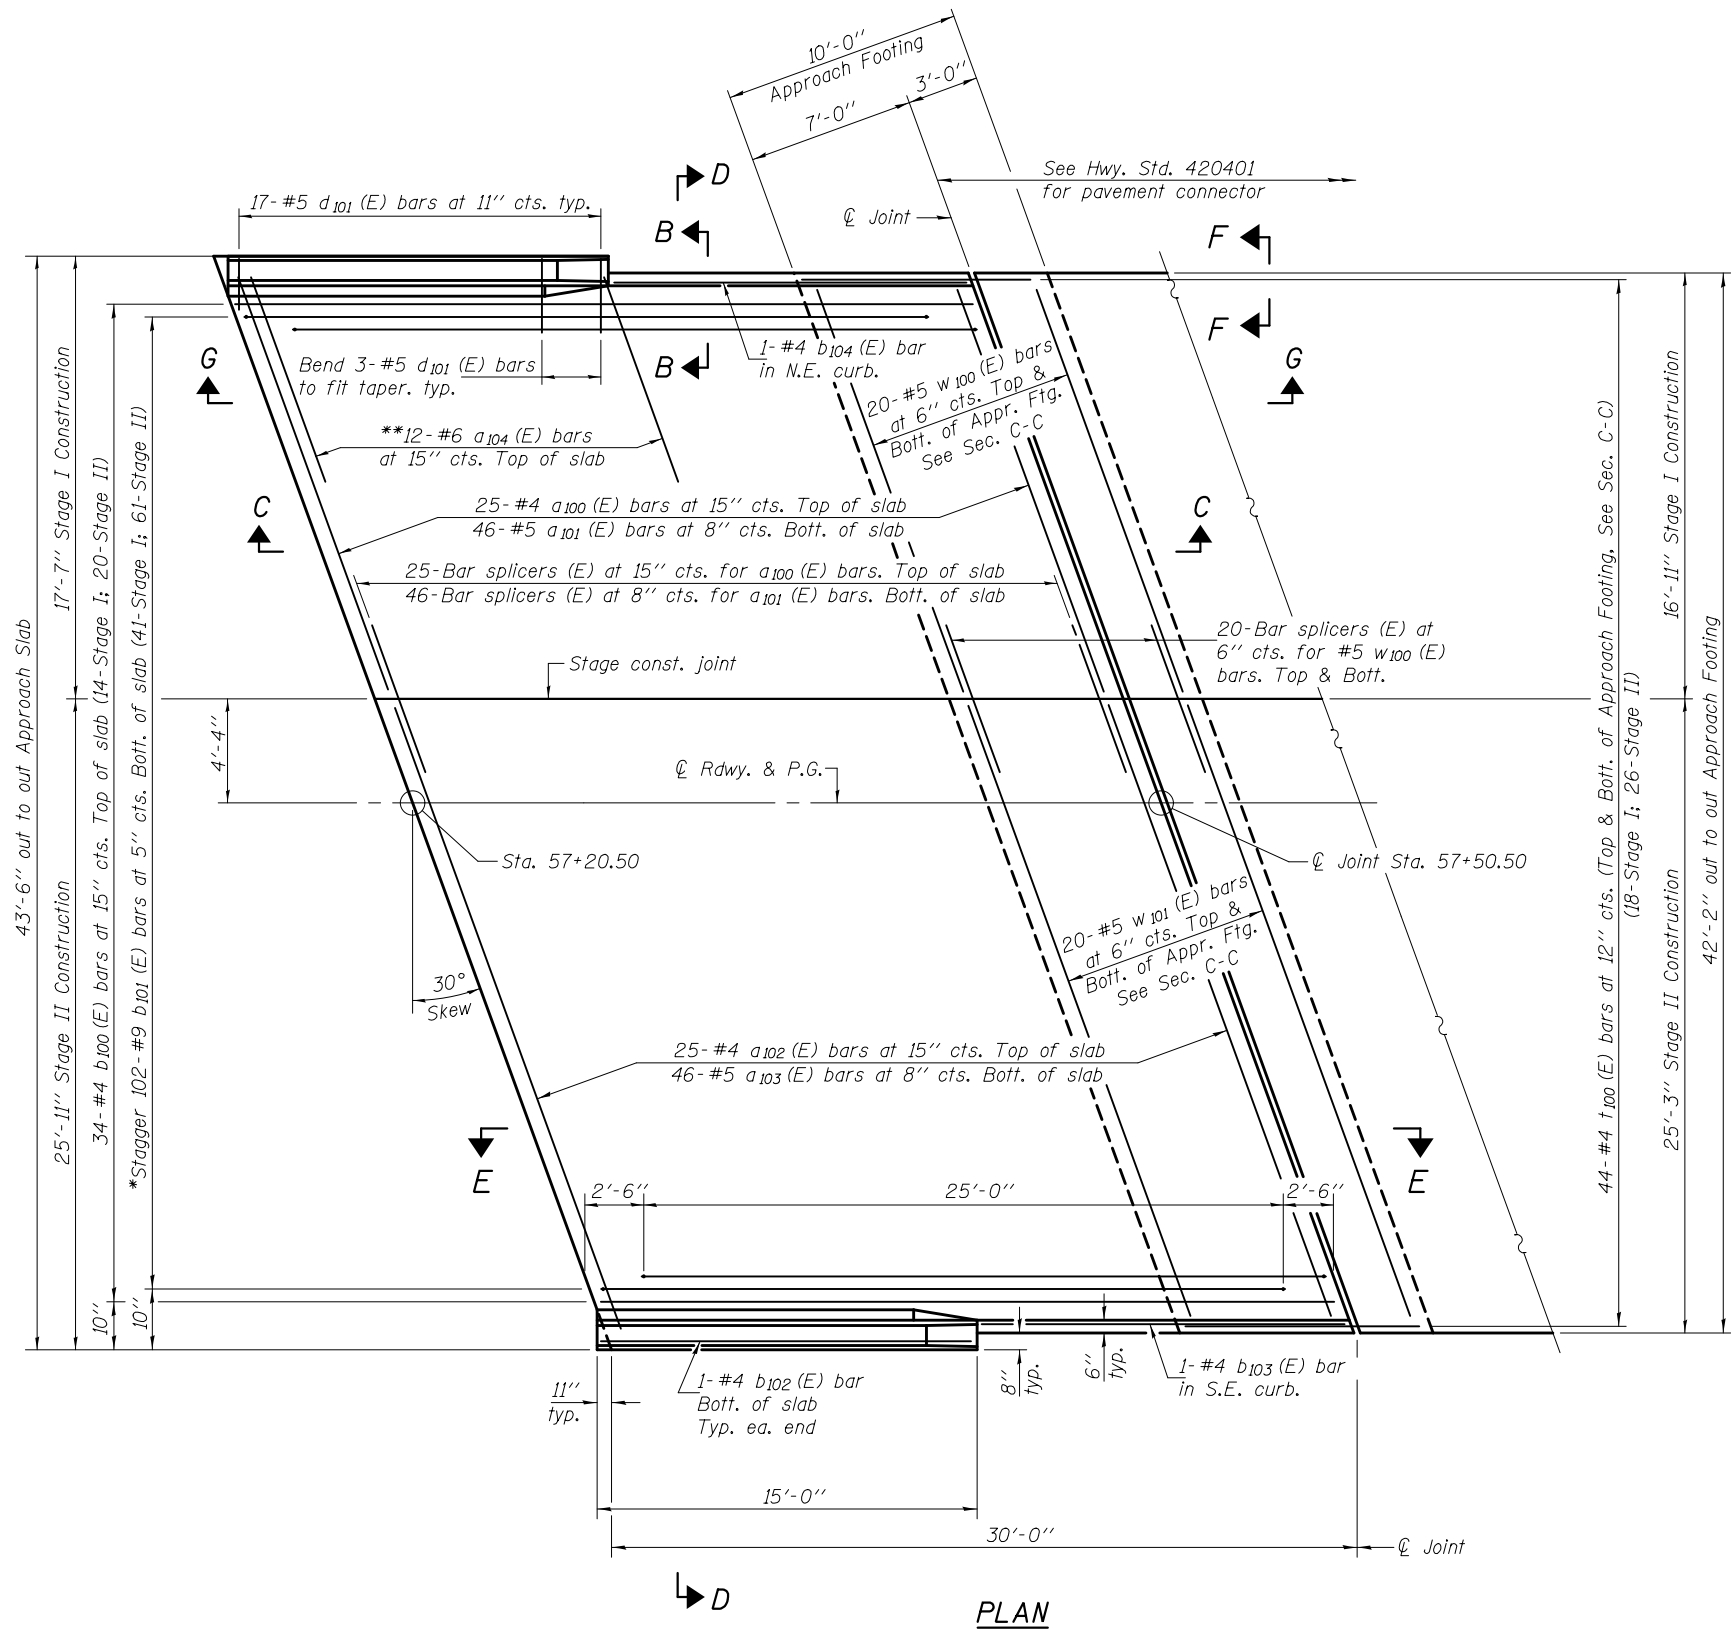 10'-0"
Approach Footing
3'-0"
7'-0"
See Hwy. Std. 420401
for pavement connector
D
17-#5 d101 (E) bars at 11" cts. typ.
B
℄ Joint
F
Bend 3-#5 d101 (E) bars
to fit taper. typ.
B
1-#4 b104 (E) bar
in N.E. curb.
F
G
G
20-#5 w100 (E) bars
at 6" cts. Top &
Bott. of Appr. Ftg.
See Sec. C-C
**12-#6 a104 (E) bars
at 15" cts. Top of slab
C
C
25-#4 a100 (E) bars at 15" cts. Top of slab
46-#5 a101 (E) bars at 8" cts. Bott. of slab
25-Bar splicers (E) at 15" cts. for a100 (E) bars. Top of slab
46-Bar splicers (E) at 8" cts. for a101 (E) bars. Bott. of slab
20-Bar splicers (E) at
6" cts. for #5 w100 (E)
bars. Top & Bott.
Stage const. joint
4'-4"
℄ Rdwy. & P.G.
Sta. 57+20.50
℄ Joint Sta. 57+50.50
30°
Skew
20-#5 w101 (E) bars
at 6" cts. Top &
Bott. of Appr. Ftg.
See Sec. C-C
25-#4 a102 (E) bars at 15" cts. Top of slab
46-#5 a103 (E) bars at 8" cts. Bott. of slab
E
E
2'-6"
25'-0"
2'-6"
43'-6" out to out Approach Slab
17'-7" Stage I Construction
25'-11" Stage II Construction
34-#4 b100 (E) bars at 15" cts. Top of slab (14-Stage I; 20-Stage II)
*Stagger 102-#9 b101 (E) bars at 5" cts. Bott. of slab (41-Stage I; 61-Stage II)
10"
10"
44-#4 t100 (E) bars at 12" cts. (Top & Bott. of Approach Footing, See Sec. C-C)
(18-Stage I; 26-Stage II)
16'-11" Stage I Construction
25'-3" Stage II Construction
42'-2" out to out Approach Footing
11"
typ.
1-#4 b102 (E) bar
Bott. of slab
Typ. ea. end
8"
typ.
6"
typ.
1-#4 b103 (E) bar
in S.E. curb.
15'-0"
30'-0"
℄ Joint
D
PLAN